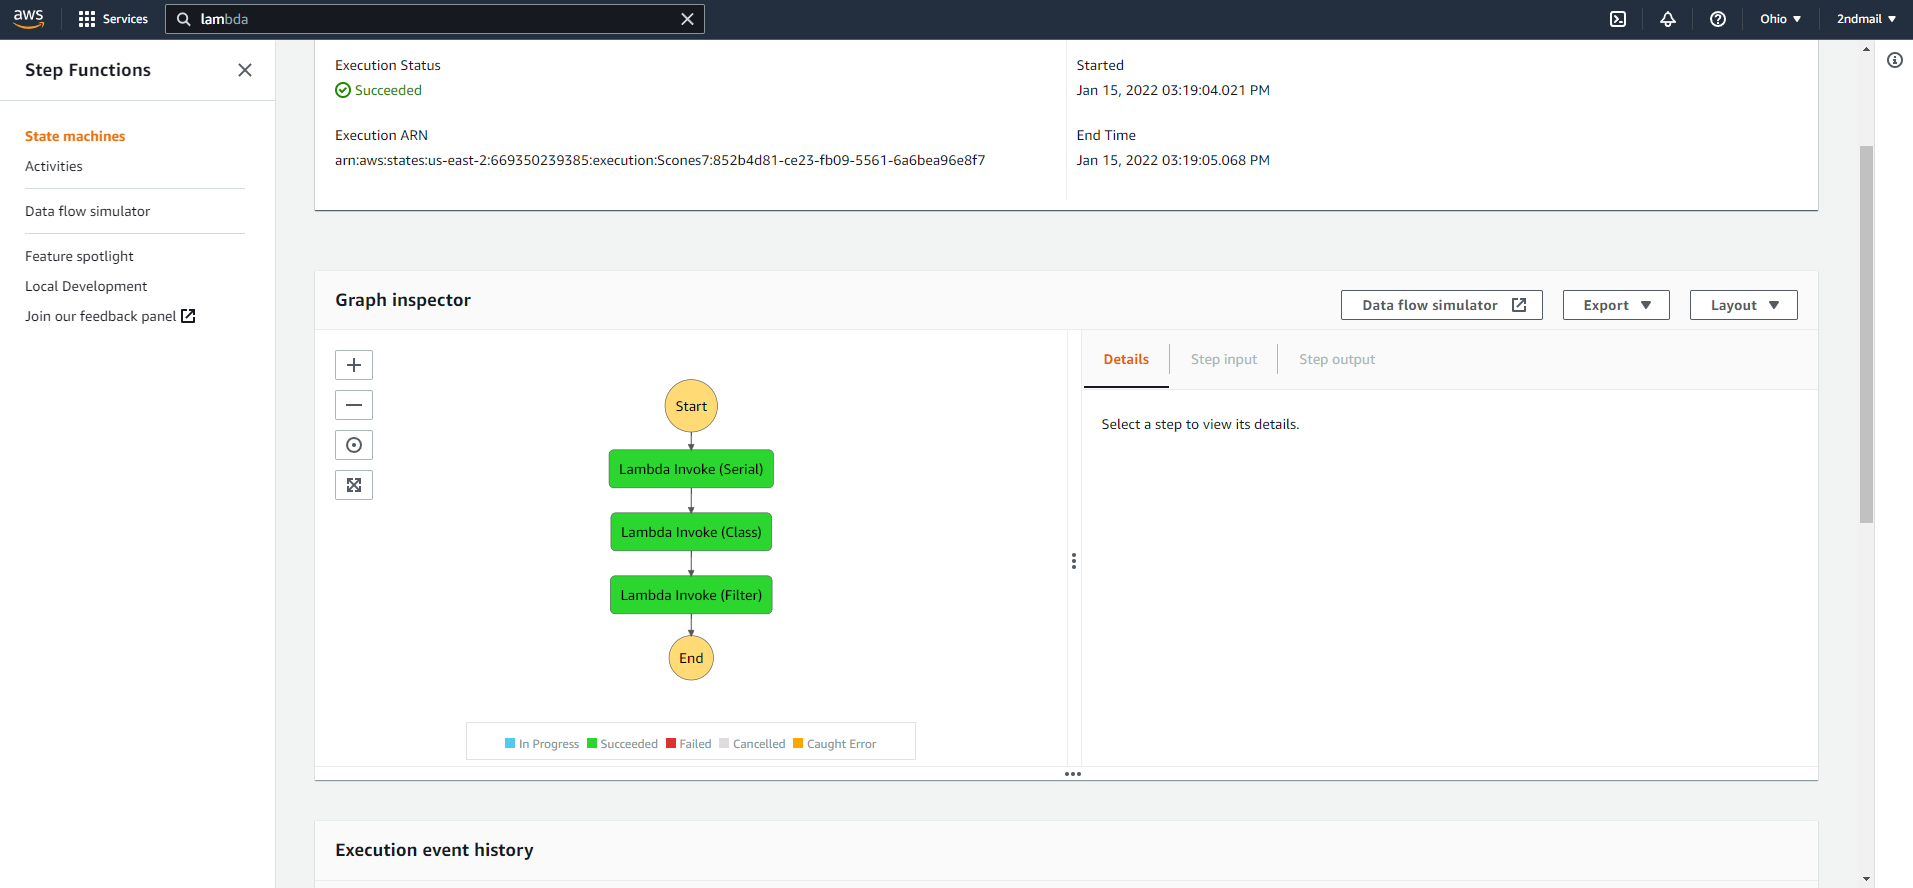 aws
Services
lambda
Ohio
2ndmail
Step Functions
State machines
Activities
Data flow simulator
Feature spotlight
Local Development
Join our feedback panel
Execution Status
Succeeded
Execution ARN
arn:aws:states:us-east-2:669350239385:execution:Scones7:852b4d81-ce23-fb09-5561-6a6bea96e8f7
Started
Jan 15, 2022 03:19:04.021 PM
End Time
Jan 15, 2022 03:19:05.068 PM
Graph inspector
Data flow simulator
Export
Layout
Start
Lambda Invoke (Serial)
Lambda Invoke (Class)
Lambda Invoke (Filter)
End
In Progress Succeeded Failed Cancelled Caught Error
Details Step input Step output
Select a step to view its details.
Execution event history